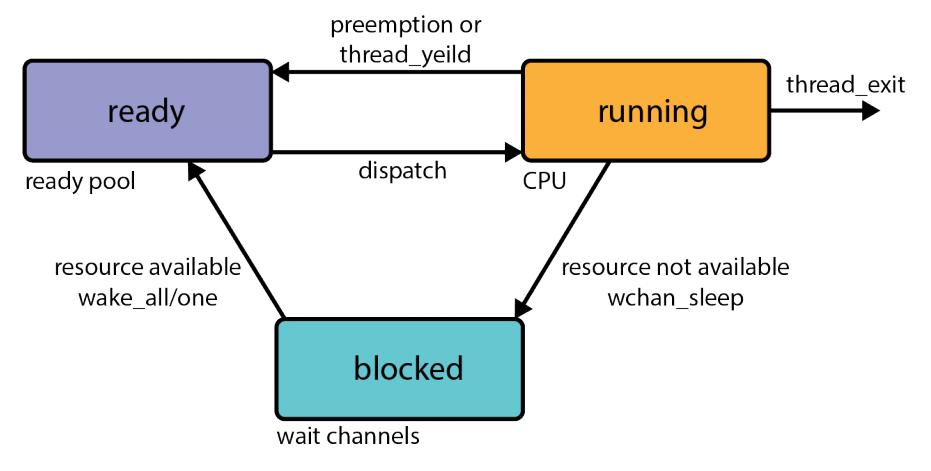 preemption or
thread_yeild
ready
running
thread_exit
dispatch
ready pool
CPU
resource available
wake_all/one
resource not available
wchan_sleep
blocked
wait channels